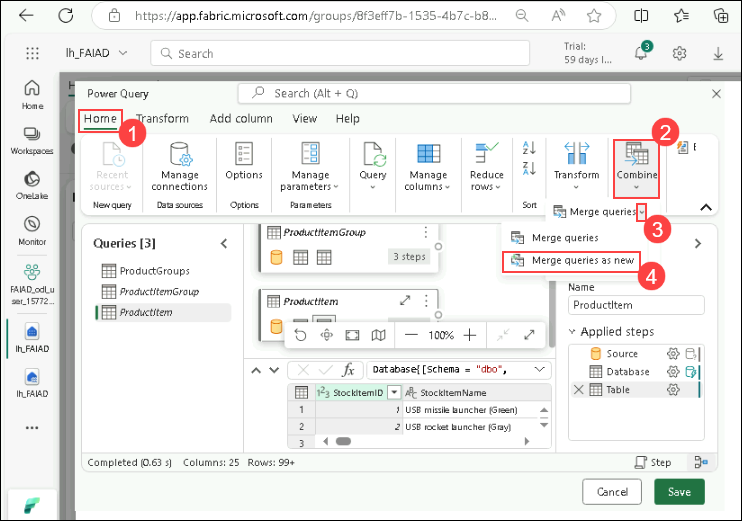 https://app.fabric.microsoft.com/groups/8f3eff7b-1535-4b7c-b8...
lh_FAIAD
Search
Trial:
59 days l...
3
Home
Workspaces
OneLake
Monitor
FAIAD_odl_u
ser_15772...
lh_FAIAD
lh_FAIAD
Power Query
Search (Alt + Q)
Home
Transform
Add column
View
Help
1
2
Recent
sources
New query
Manage
connections
Data sources
Options
Options
Manage
parameters
Parameters
Query
Manage
columns
Reduce
rows
Sort
Transform
Combine
E
Merge queries
3
Merge queries
Merge queries as new
4
Queries [3]
ProductGroups
ProductItemGroup
ProductItem
ProductItemGroup
3 steps
ProductItem
100%
Name
ProductItem
Applied steps
Source
Database
Table
fx
Database{[Schema = "dbo",
StockItemID
StockItemName
1
1
USB missile launcher (Green)
2
2
USB rocket launcher (Gray)
3
Completed (0.63 s)
Columns: 25
Rows: 99+
Step
Cancel
Save